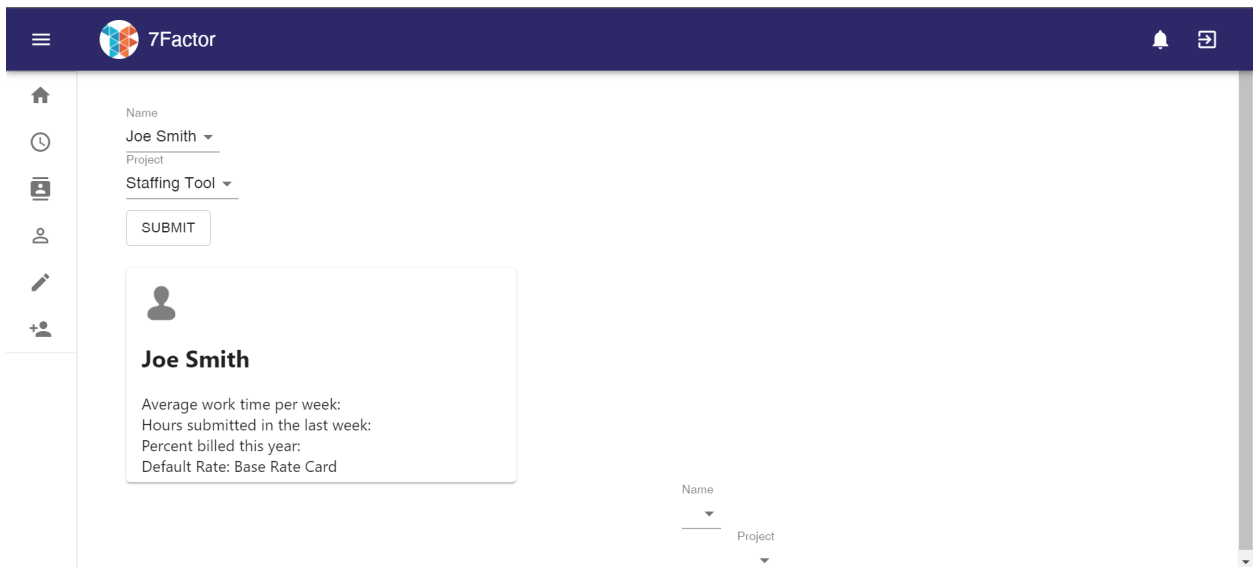 7Factor
Name
Joe Smith
Project
Staffing Tool
SUBMIT
Joe Smith
Average work time per week:
Hours submitted in the last week:
Percent billed this year:
Default Rate: Base Rate Card
Name
Project